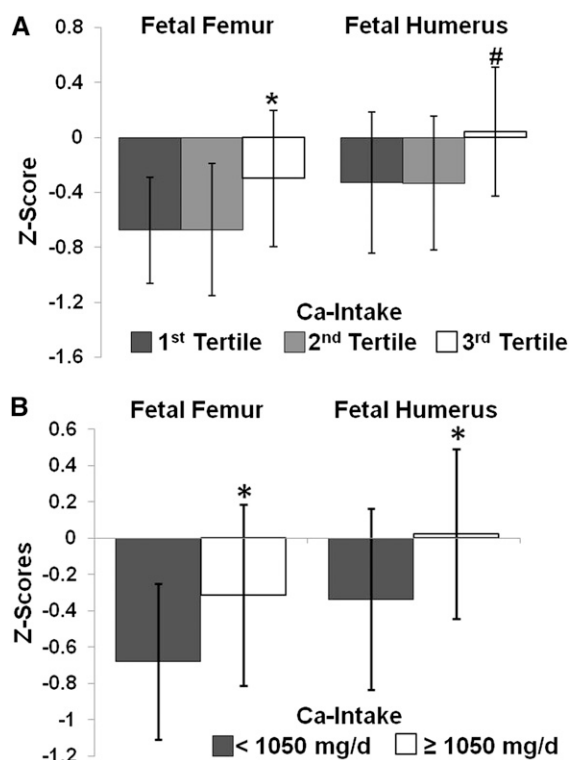 A
Fetal Femur Fetal Humerus
0.8
0.4
0
-0.4
-0.8
-1.2
-1.6
Z-Score
*
#
Ca-Intake
1st Tertile 2nd Tertile 3rd Tertile
B
Fetal Femur Fetal Humerus
0.6
0.4
0.2
0
-0.2
-0.4
-0.6
-0.8
-1
-1.2
Z-Scores
*
*
Ca-Intake
< 1050 mg/d ≥ 1050 mg/d